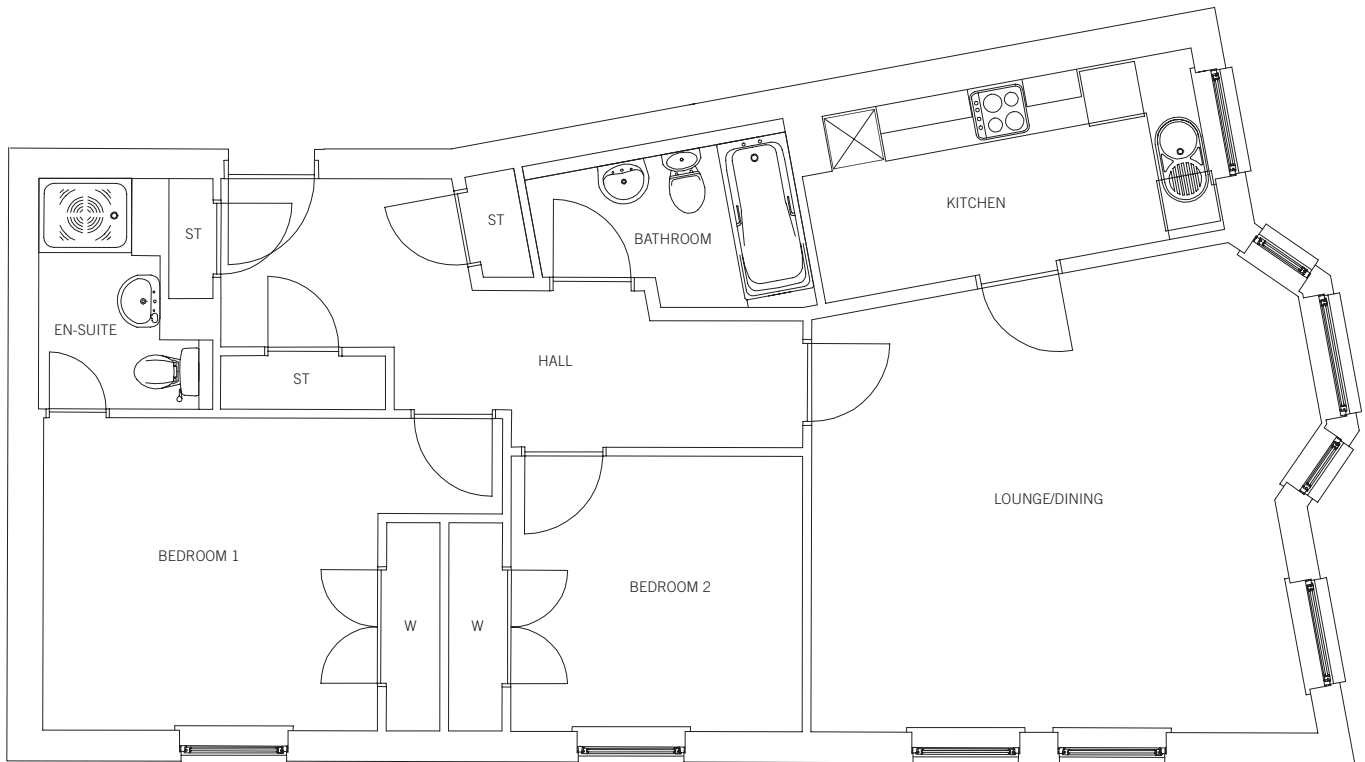 KITCHEN
ST
ST
BATHROOM
EN-SUITE
HALL
ST
LOUNGE/DINING
BEDROOM 1
BEDROOM 2
W
W